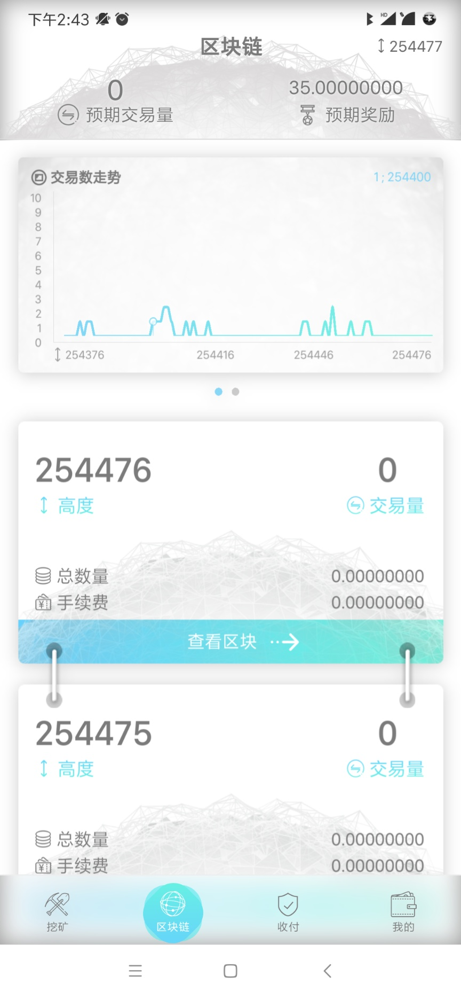 下午2:43 HD 53
区块链 254477
0 35.00000000
预期交易量 预期奖励
交易数走势 1 ; 254400
10
9
8
7
6
5
4
3
2
1
0
254376 254416 254446 254476
254476 0
高度 交易量
总数量 0.00000000
手续费 0.00000000
查看区块
254475 0
高度 交易量
总数量 0.00000000
手续费 0.00000000
挖矿 区块链 收付 我的